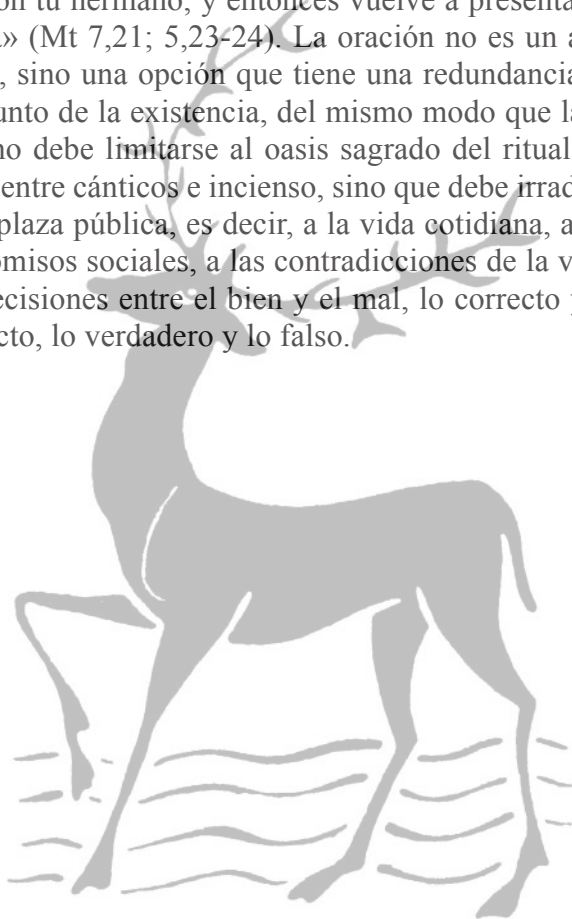 on tu hermano, y entonces vuelve a presenta
» (Mt 7,21; 5,23-24). La oración no es un a
, sino una opción que tiene una redundancia
unto de la existencia, del mismo modo que la
no debe limitarse al oasis sagrado del ritual
entre cánticos e incienso, sino que debe irrad
plaza pública, es decir, a la vida cotidiana, a
omisos sociales, a las contradicciones de la v
ecisiones entre el bien y el mal, lo correcto
cto, lo verdadero y lo falso.